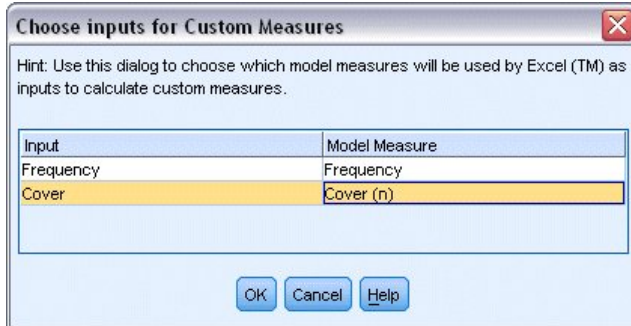 Choose inputs for Custom Measures
Hint: Use this dialog to choose which model measures will be used by Excel (TM) as
inputs to calculate custom measures.
Input Model Measure
Frequency Frequency
Cover Cover (n)
OK Cancel Help